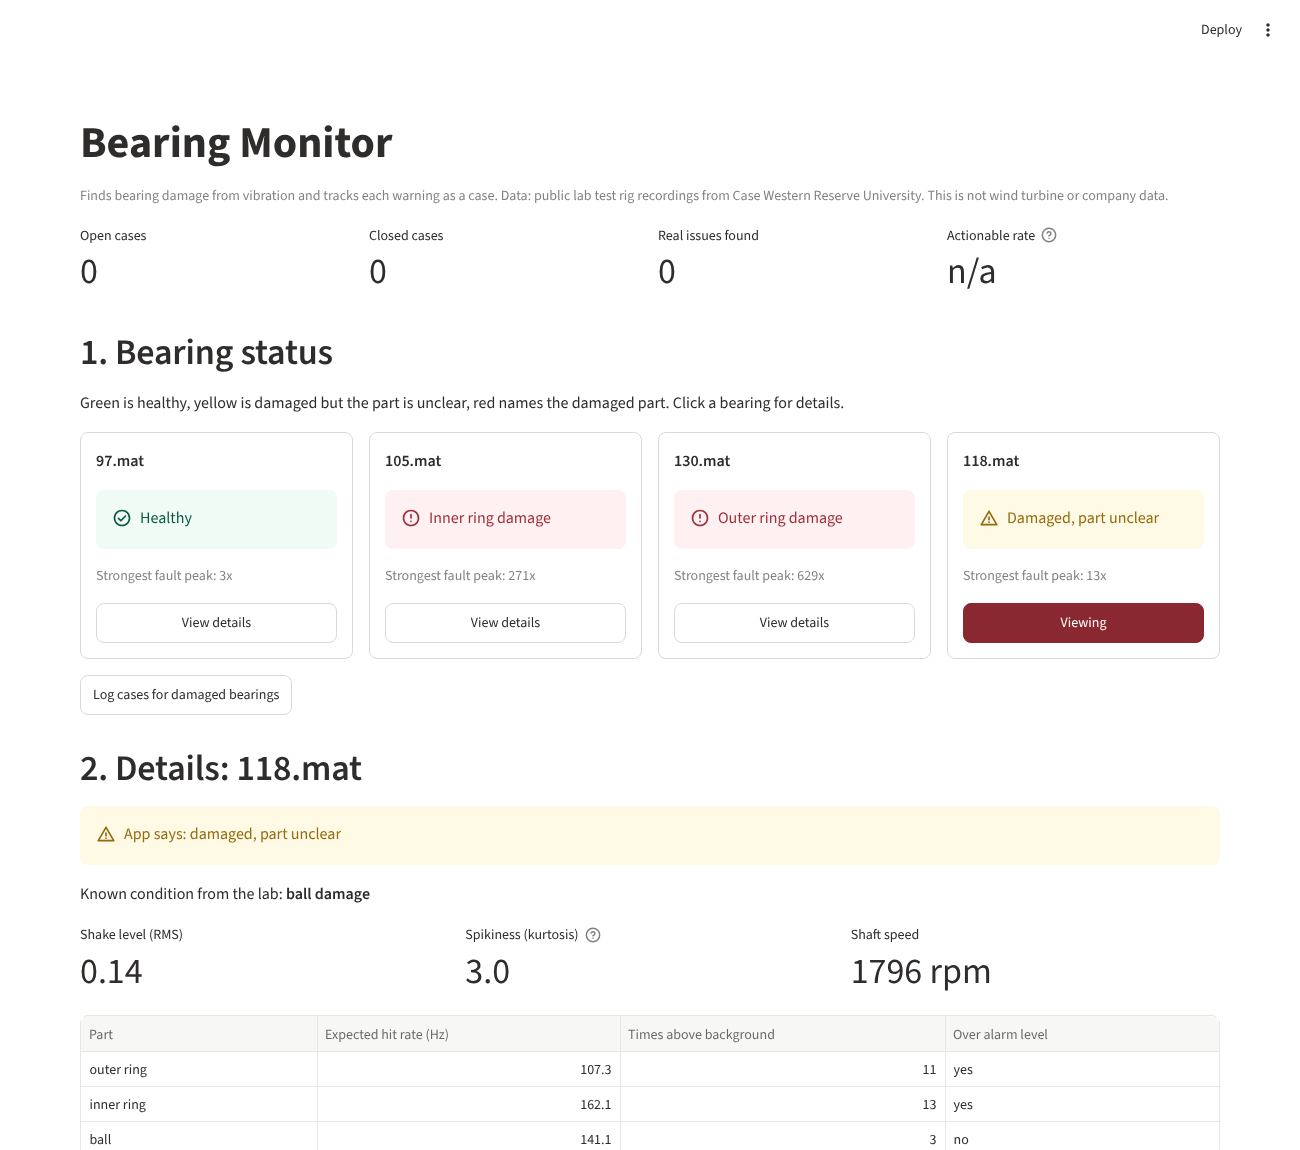 Deploy
Bearing Monitor
Finds bearing damage from vibration and tracks each warning as a case. Data: public lab test rig recordings from Case Western Reserve University. This is not wind turbine or company data.
Open cases
Closed cases
Real issues found
Actionable rate
0
0
0
n/a
1. Bearing status
Green is healthy, yellow is damaged but the part is unclear, red names the damaged part. Click a bearing for details.
97.mat
105.mat
130.mat
118.mat
Healthy
Inner ring damage
Outer ring damage
Damaged, part unclear
Strongest fault peak: 3x
Strongest fault peak: 271x
Strongest fault peak: 629x
Strongest fault peak: 13x
View details
View details
View details
Viewing
Log cases for damaged bearings
2. Details: 118.mat
App says: damaged, part unclear
Known condition from the lab: ball damage
Shake level (RMS)
Spikiness (kurtosis)
Shaft speed
0.14
3.0
1796 rpm
Part
Expected hit rate (Hz)
Times above background
Over alarm level
outer ring
107.3
11
yes
inner ring
162.1
13
yes
ball
141.1
3
no